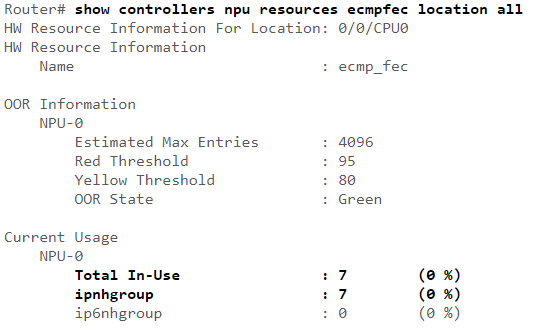 Router# show controllers npu resources ecmpfec location all
HW Resource Information For Location: 0/0/CPU0
HW Resource Information
    Name                            : ecmp_fec

OOR Information
    NPU-0
        Estimated Max Entries       : 4096
        Red Threshold               : 95
        Yellow Threshold            : 80
        OOR State                   : Green

Current Usage
    NPU-0
        Total In-Use                : 7        (0 %)
        ipnhgroup                   : 7        (0 %)
        ip6nhgroup                  : 0        (0 %)